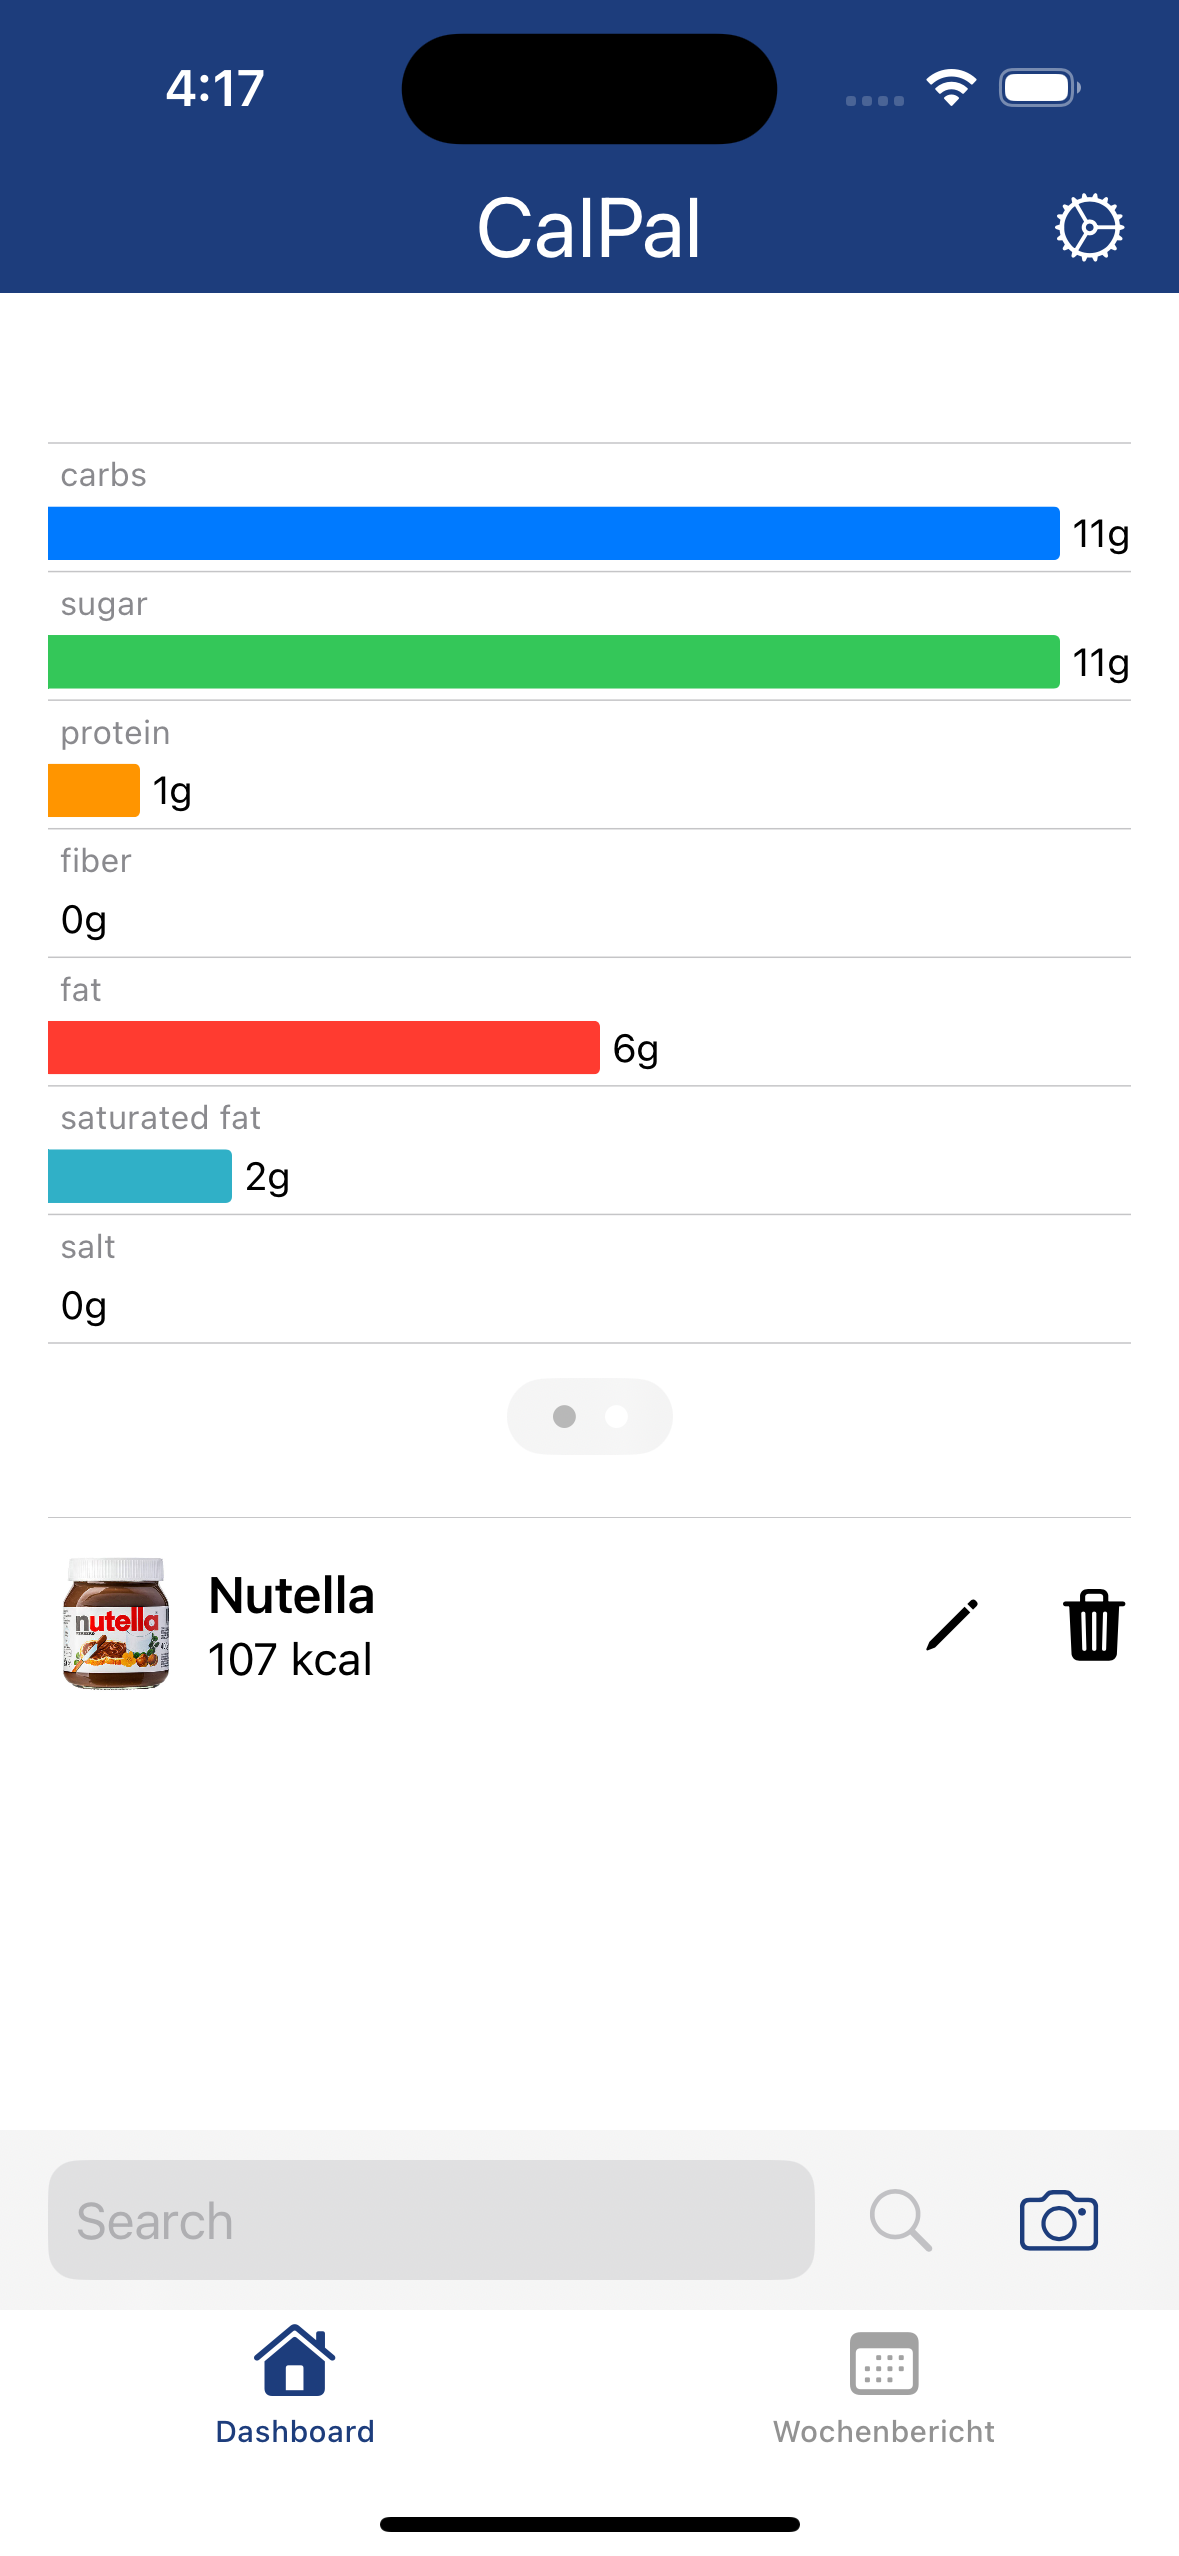 4:17
CalPal
carbs
11g
sugar
11g
protein
1g
fiber
0g
fat
6g
saturated fat
2g
salt
0g
nutella
Nutella
107 kcal
Search
Dashboard
Wochenbericht